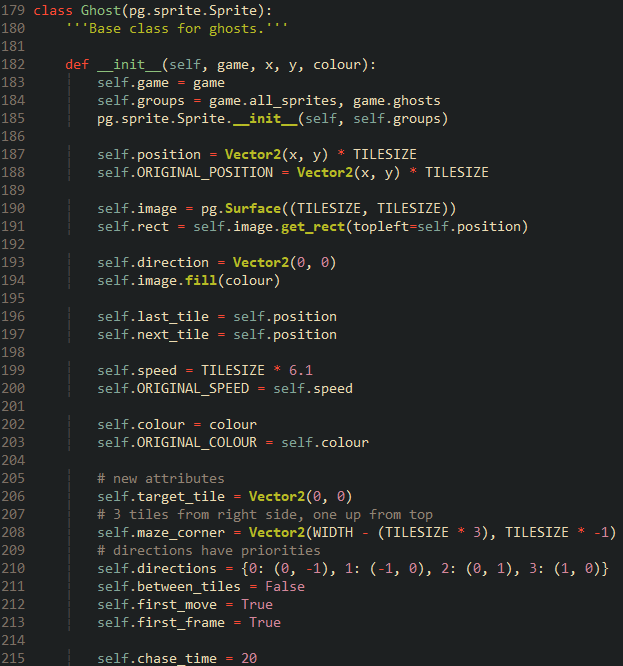 179 class Ghost(pg.sprite.Sprite):
180     '''Base class for ghosts.'''
181
182     def __init__(self, game, x, y, colour):
183         self.game = game
184         self.groups = game.all_sprites, game.ghosts
185         pg.sprite.Sprite.__init__(self, self.groups)
186
187         self.position = Vector2(x, y) * TILESIZE
188         self.ORIGINAL_POSITION = Vector2(x, y) * TILESIZE
189
190         self.image = pg.Surface((TILESIZE, TILESIZE))
191         self.rect = self.image.get_rect(topleft=self.position)
192
193         self.direction = Vector2(0, 0)
194         self.image.fill(colour)
195
196         self.last_tile = self.position
197         self.next_tile = self.position
198
199         self.speed = TILESIZE * 6.1
200         self.ORIGINAL_SPEED = self.speed
201
202         self.colour = colour
203         self.ORIGINAL_COLOUR = self.colour
204
205         # new attributes
206         self.target_tile = Vector2(0, 0)
207         # 3 tiles from right side, one up from top
208         self.maze_corner = Vector2(WIDTH - (TILESIZE * 3), TILESIZE * -1)
209         # directions have priorities
210         self.directions = {0: (0, -1), 1: (-1, 0), 2: (0, 1), 3: (1, 0)}
211         self.between_tiles = False
212         self.first_move = True
213         self.first_frame = True
214
215         self.chase_time = 20